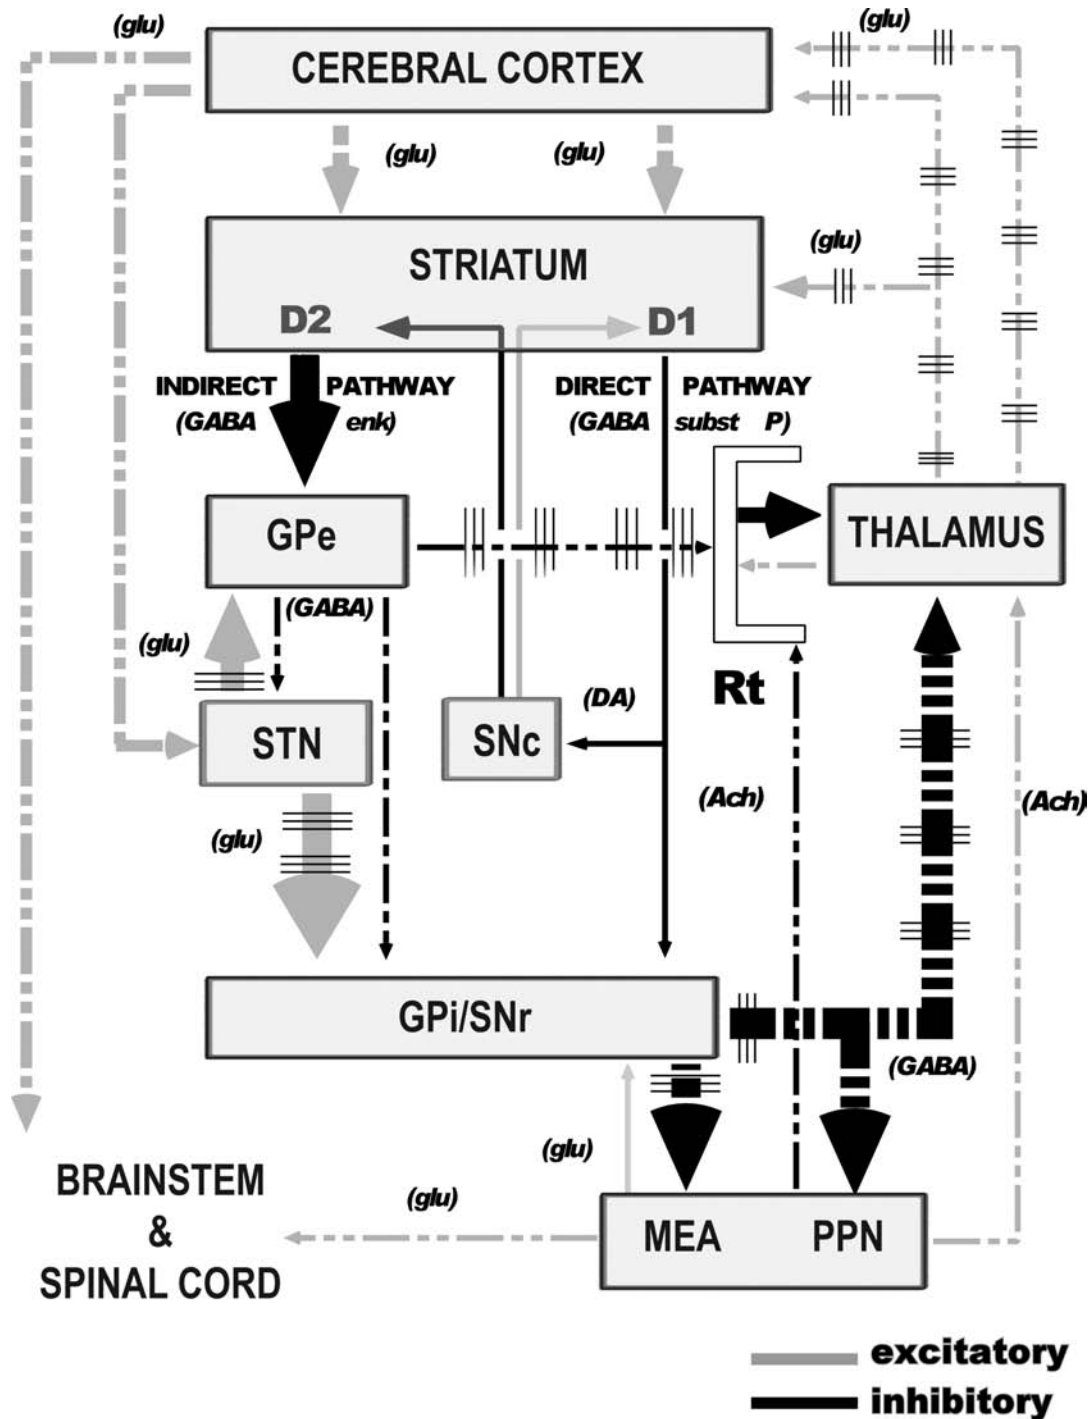 (glu)
(glu)
CEREBRAL CORTEX
(glu)
(glu)
STRIATUM
(glu)
D2
D1
INDIRECT PATHWAY
(GABA enk)
DIRECT PATHWAY
(GABA subst P)
GPe
THALAMUS
(GABA)
(glu)
Rt
(DA)
STN
SNc
(Ach)
(Ach)
(glu)
GPi/SNr
(GABA)
(glu)
BRAINSTEM
&
SPINAL CORD
(glu)
MEA
PPN
excitatory
inhibitory